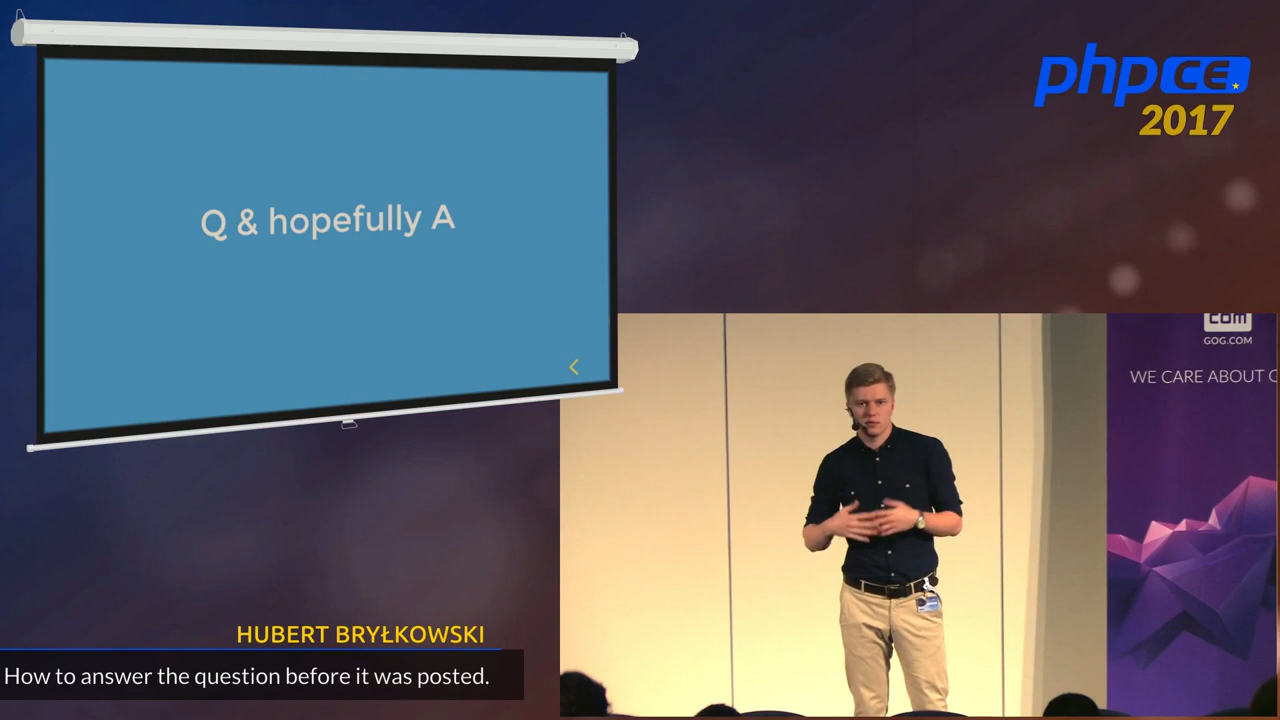 phpCE
2017
Q & hopefully A
com
GOG.COM
WE CARE ABOUT
HUBERT BRYŁKOWSKI
How to answer the question before it was posted.